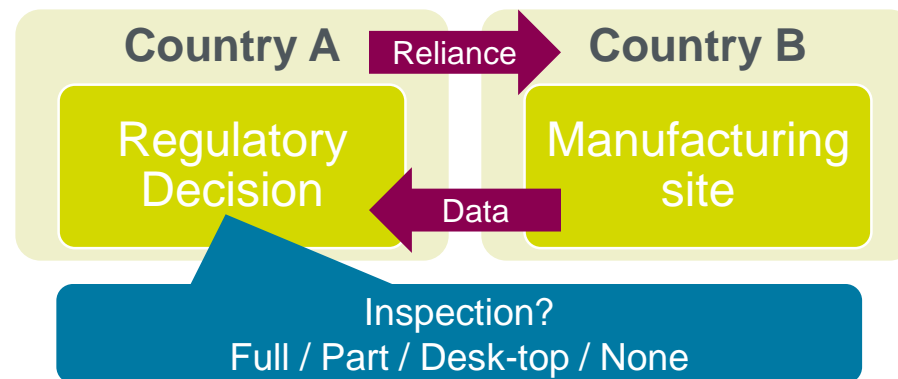 Country A
Reliance
Country B
Regulatory
Decision
Manufacturing
site
Data
Inspection?
Full / Part / Desk-top / None